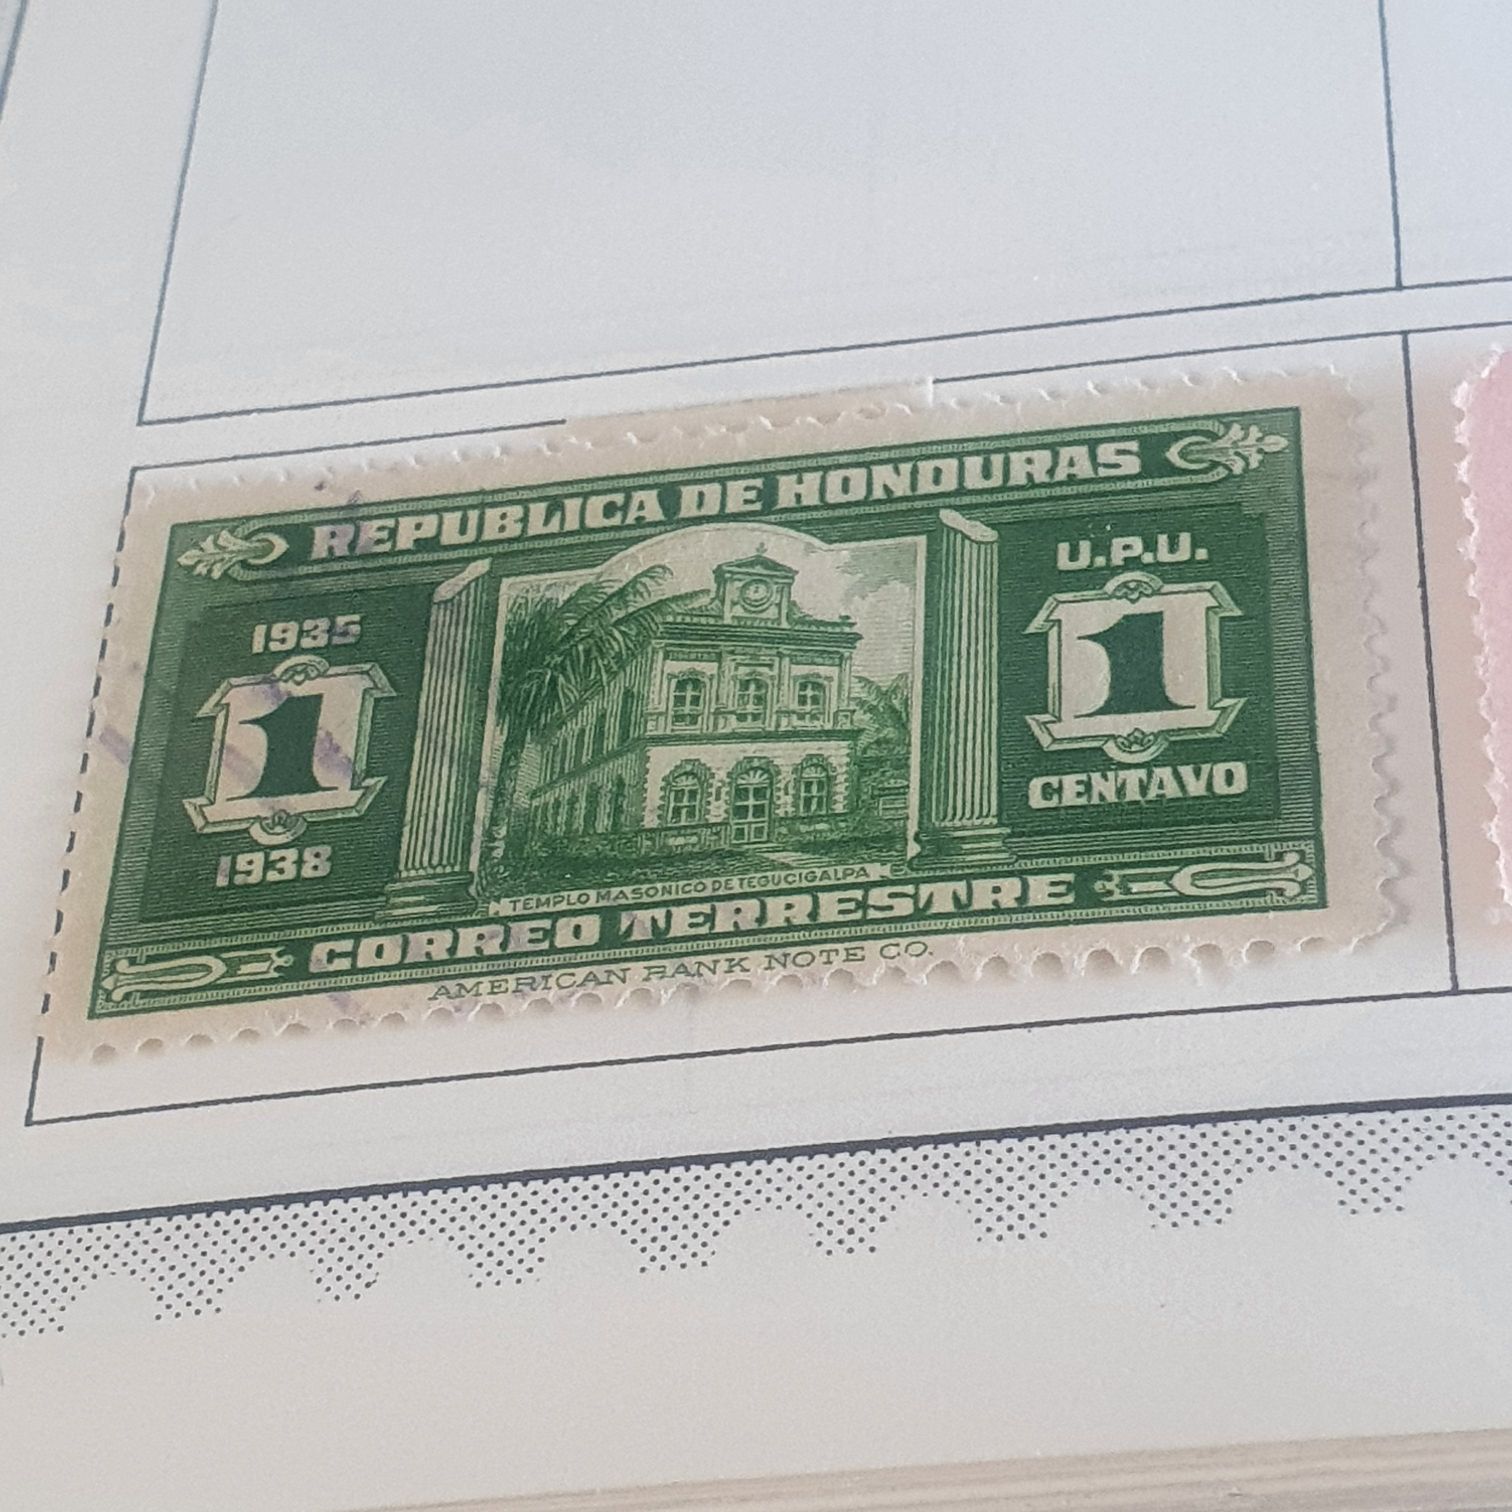 REPUBLICA DE HONDURAS
1935
1
1938
U.P.U.
1
CENTAVO
TEMPLO MASONICO DE TEGUCIGALPA
CORREO TERRESTRE
AMERICAN BANK NOTE CO.